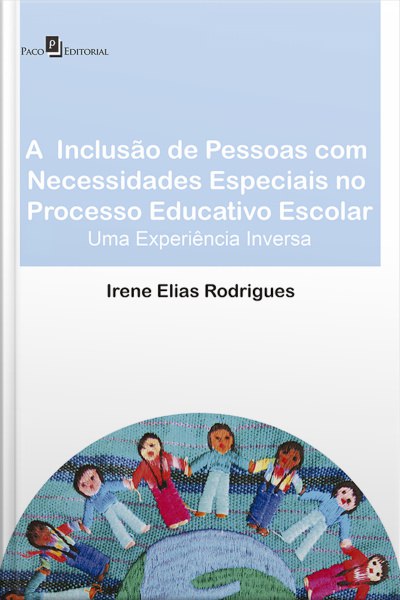 PACO EDITORIAL
A Inclusão de Pessoas com
Necessidades Especiais no
Processo Educativo Escolar
Uma Experiência Inversa
Irene Elias Rodrigues